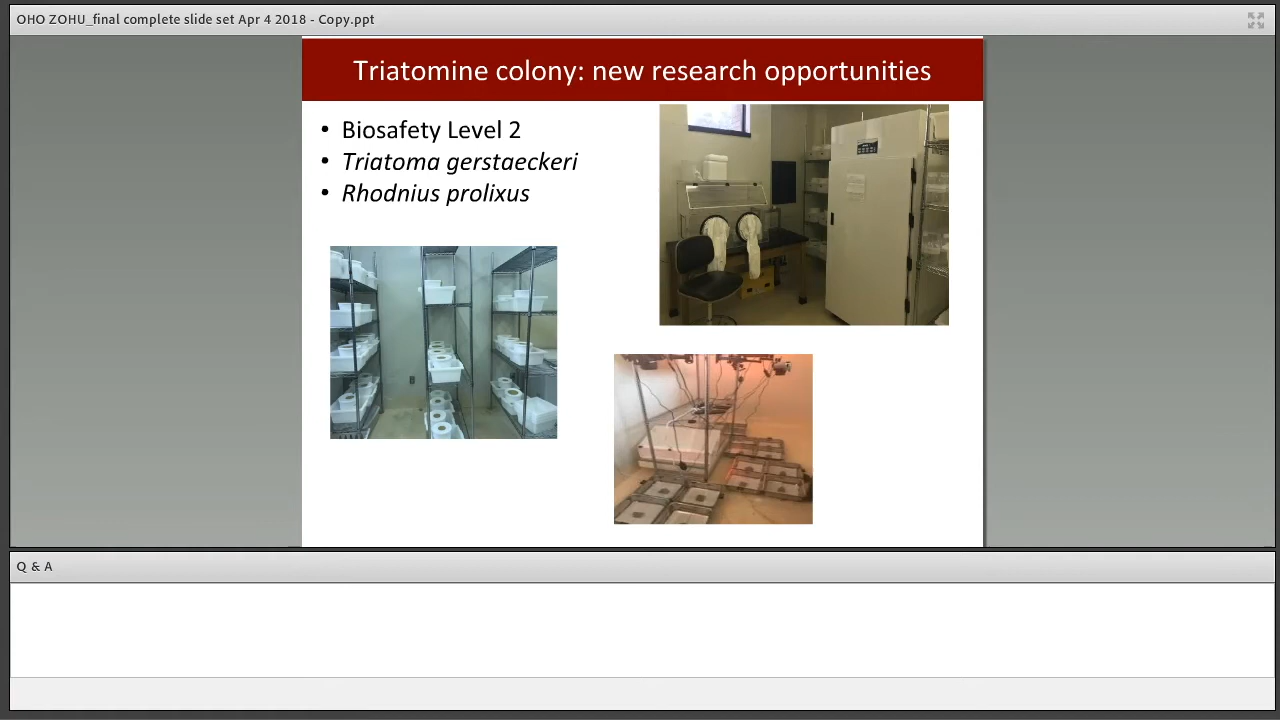 OHO ZOHU_final complete slide set Apr 4 2018 - Copy.ppt
Triatomine colony: new research opportunities
• Biosafety Level 2
• Triatoma gerstaeckeri
• Rhodnius prolixus
Q & A